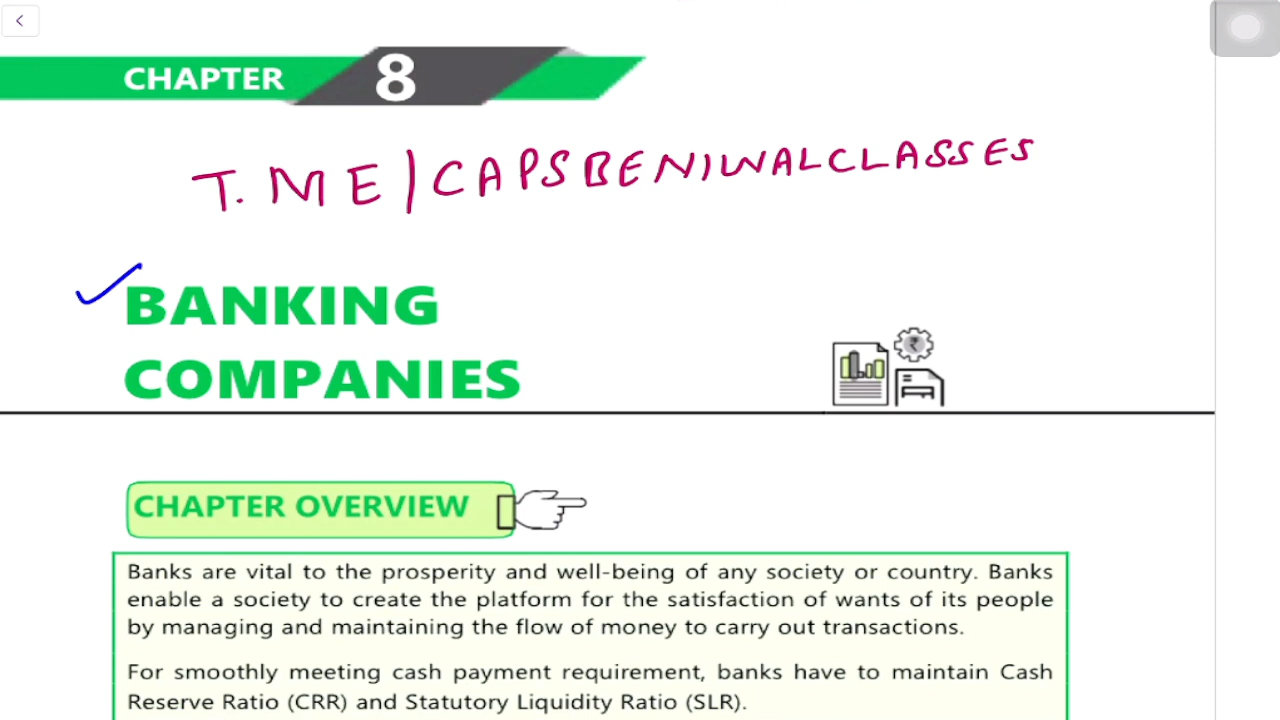 CHAPTER 8
T.ME/CAPSBENIWALCLASSES
BANKING
COMPANIES
CHAPTER OVERVIEW
Banks are vital to the prosperity and well-being of any society or country. Banks
enable a society to create the platform for the satisfaction of wants of its people
by managing and maintaining the flow of money to carry out transactions.
For smoothly meeting cash payment requirement, banks have to maintain Cash
Reserve Ratio (CRR) and Statutory Liquidity Ratio (SLR).